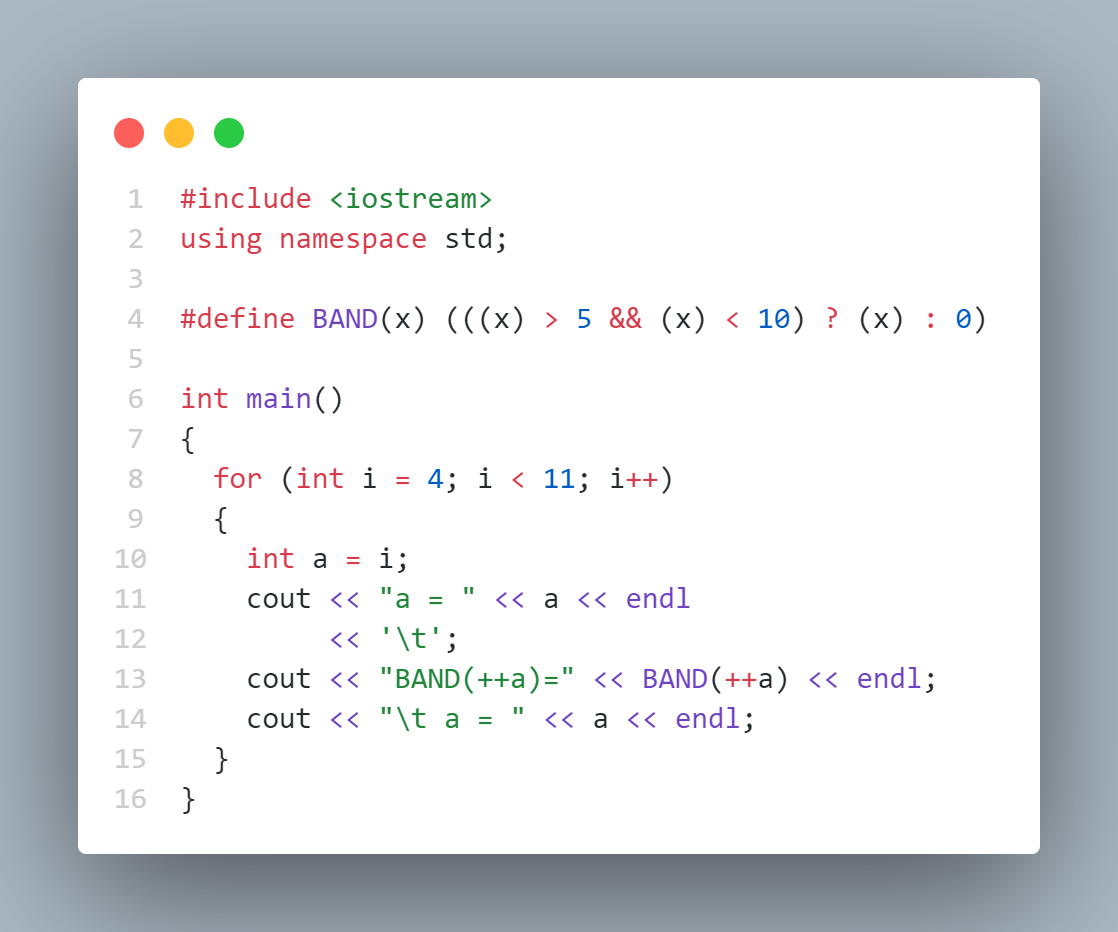 1 #include <iostream>
2 using namespace std;
3
4 #define BAND(x) (((x) > 5 && (x) < 10) ? (x) : 0)
5
6 int main()
7 {
8   for (int i = 4; i < 11; i++)
9   {
10     int a = i;
11     cout << "a = " << a << endl
12          << '\t';
13     cout << "BAND(++a)=" << BAND(++a) << endl;
14     cout << "\t a = " << a << endl;
15   }
16 }